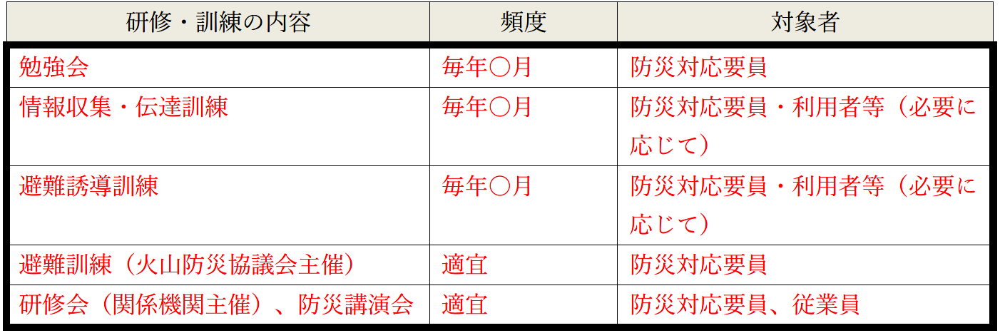 研修・訓練の内容 頻度 対象者
勉強会 毎年〇月 防災対応要員
情報収集・伝達訓練 毎年〇月 防災対応要員・利用者等（必要に
応じて）
避難誘導訓練 毎年〇月 防災対応要員・利用者等（必要に
応じて）
避難訓練（火山防災協議会主催） 適宜 防災対応要員
研修会（関係機関主催）、防災講演会 適宜 防災対応要員、従業員